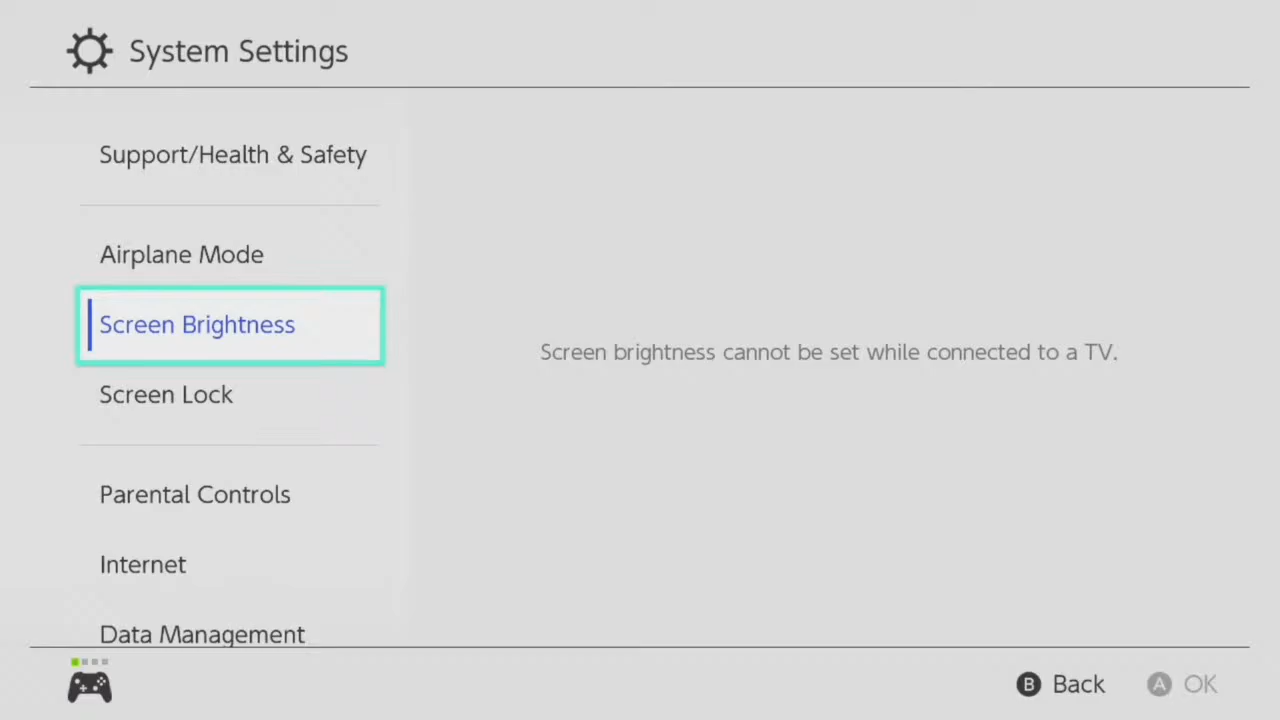 System Settings
Support/Health & Safety
Airplane Mode
Screen Brightness
Screen Lock
Parental Controls
Internet
Data Management
Screen brightness cannot be set while connected to a TV.
B Back
A OK